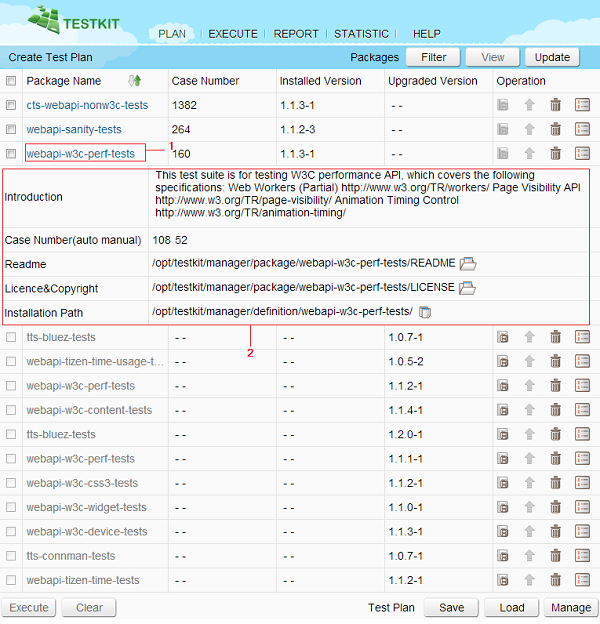 TESTKIT
PLAN EXECUTE REPORT STATISTIC HELP
Create Test Plan Packages Filter View Update
Package Name Case Number Installed Version Upgraded Version Operation
cts-webapi-nonw3c-tests 1382 1.1.3-1 - -
webapi-sanity-tests 264 1.1.2-3 - -
webapi-w3c-perf-tests 1 160 1.1.3-1 - -
Introduction
This test suite is for testing W3C performance API, which covers the following
specifications: Web Workers (Partial) http://www.w3.org/TR/workers/ Page Visibility API
http://www.w3.org/TR/page-visibility/ Animation Timing Control
http://www.w3.org/TR/animation-timing/
Case Number(auto manual) 108 52
Readme /opt/testkit/manager/package/webapi-w3c-perf-tests/README
Licence&Copyright /opt/testkit/manager/package/webapi-w3c-perf-tests/LICENSE
Installation Path /opt/testkit/manager/definition/webapi-w3c-perf-tests/
tts-bluez-tests - - - - 1.0.7-1
2
webapi-tizen-time-usage-t... - - - - 1.0.5-2
webapi-w3c-perf-tests - - - - 1.1.2-1
webapi-w3c-content-tests - - - - 1.1.4-1
tts-bluez-tests - - - - 1.2.0-1
webapi-w3c-perf-tests - - - - 1.1.1-1
webapi-w3c-css3-tests - - - - 1.1.2-1
webapi-w3c-widget-tests - - - - 1.1.0-1
webapi-w3c-device-tests - - - - 1.1.3-1
tts-connman-tests - - - - 1.0.7-1
webapi-tizen-time-tests - - - - 1.1.2-1
Execute Clear Test Plan Save Load Manage